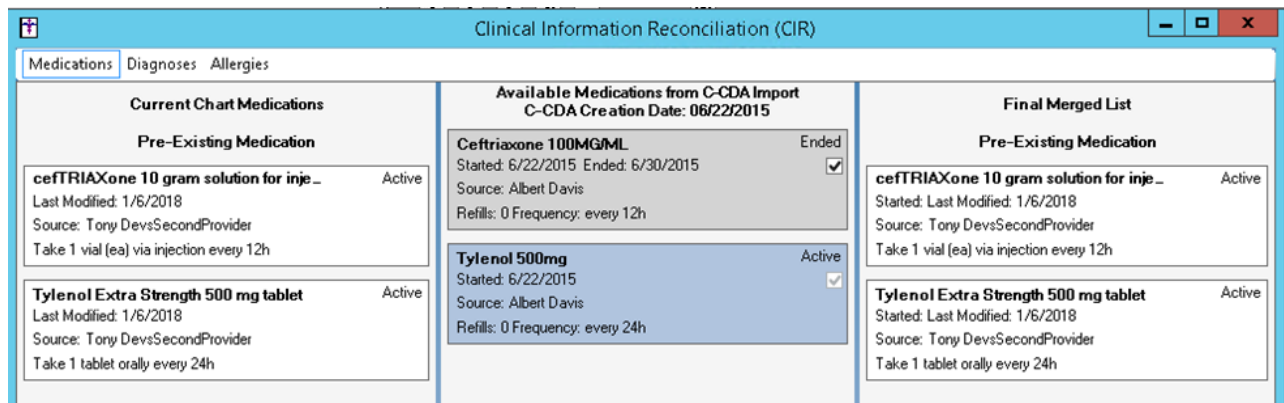 Clinical Information Reconciliation (CIR)
Medications Diagnoses Allergies
Current Chart Medications
Pre-Existing Medication
cefTRIAXone 10 gram solution for inje... Active
Last Modified: 1/6/2018
Source: Tony DevsSecondProvider
Take 1 vial (ea) via injection every 12h
Tylenol Extra Strength 500 mg tablet Active
Last Modified: 1/6/2018
Source: Tony DevsSecondProvider
Take 1 tablet orally every 24h
Available Medications from C-CDA Import
C-CDA Creation Date: 06/22/2015
Ceftriaxone 100MG/ML Ended
Started: 6/22/2015 Ended: 6/30/2015
Source: Albert Davis
Refills: 0 Frequency: every 12h
Tylenol 500mg Active
Started: 6/22/2015
Source: Albert Davis
Refills: 0 Frequency: every 24h
Final Merged List
Pre-Existing Medication
cefTRIAXone 10 gram solution for inje... Active
Started: Last Modified: 1/6/2018
Source: Tony DevsSecondProvider
Take 1 vial (ea) via injection every 12h
Tylenol Extra Strength 500 mg tablet Active
Started: Last Modified: 1/6/2018
Source: Tony DevsSecondProvider
Take 1 tablet orally every 24h